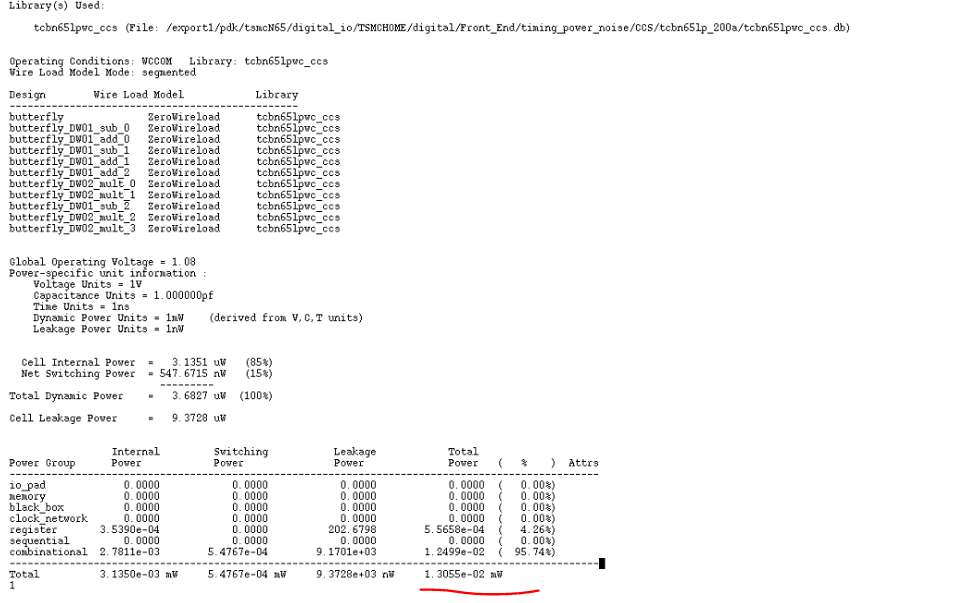 Library(s) Used:
tcbn65lpwc_ccs (File: /export1/pdk/tsmcN65/digital_io/TSMCHOME/digital/Front_End/timing_power_noise/CCS/tcbn65lp_200a/tcbn65lpwc_ccs.db)
Operating Conditions: WCCOM   Library: tcbn65lpwc_ccs
Wire Load Model Mode: segmented
Design        Wire Load Model            Library
------------------------------------------------
butterfly              ZeroWireload      tcbn65lpwc_ccs
butterfly_DW01_sub_0   ZeroWireload      tcbn65lpwc_ccs
butterfly_DW01_add_0   ZeroWireload      tcbn65lpwc_ccs
butterfly_DW01_sub_1   ZeroWireload      tcbn65lpwc_ccs
butterfly_DW01_add_1   ZeroWireload      tcbn65lpwc_ccs
butterfly_DW01_add_2   ZeroWireload      tcbn65lpwc_ccs
butterfly_DW02_mult_0  ZeroWireload      tcbn65lpwc_ccs
butterfly_DW02_mult_1  ZeroWireload      tcbn65lpwc_ccs
butterfly_DW01_sub_2   ZeroWireload      tcbn65lpwc_ccs
butterfly_DW02_mult_2  ZeroWireload      tcbn65lpwc_ccs
butterfly_DW02_mult_3  ZeroWireload      tcbn65lpwc_ccs
Global Operating Voltage = 1.08
Power-specific unit information :
Voltage Units = 1V
Capacitance Units = 1.000000pf
Time Units = 1ns
Dynamic Power Units = 1mW    (derived from V,C,T units)
Leakage Power Units = 1nW
Cell Internal Power  =   3.1351 uW   (85%)
Net Switching Power  = 547.6715 nW   (15%)
---------
Total Dynamic Power    =   3.6827 uW  (100%)
Cell Leakage Power     =   9.3728 uW
Internal         Switching           Leakage            Total
Power Group      Power            Power               Power              Power   (   %    )  Attrs
--------------------------------------------------------------------------------------------------
io_pad             0.0000            0.0000            0.0000            0.0000  (   0.00%)
memory             0.0000            0.0000            0.0000            0.0000  (   0.00%)
black_box          0.0000            0.0000            0.0000            0.0000  (   0.00%)
clock_network      0.0000            0.0000            0.0000            0.0000  (   0.00%)
register       3.5390e-04            0.0000          202.6798        5.5658e-04  (   4.26%)
sequential         0.0000            0.0000            0.0000            0.0000  (   0.00%)
combinational  2.7811e-03        5.4767e-04        9.1701e+03        1.2499e-02  (  95.74%)
--------------------------------------------------------------------------------------------------
Total          3.1350e-03 mW     5.4767e-04 mW     9.3728e+03 nW     1.3055e-02 mW
1